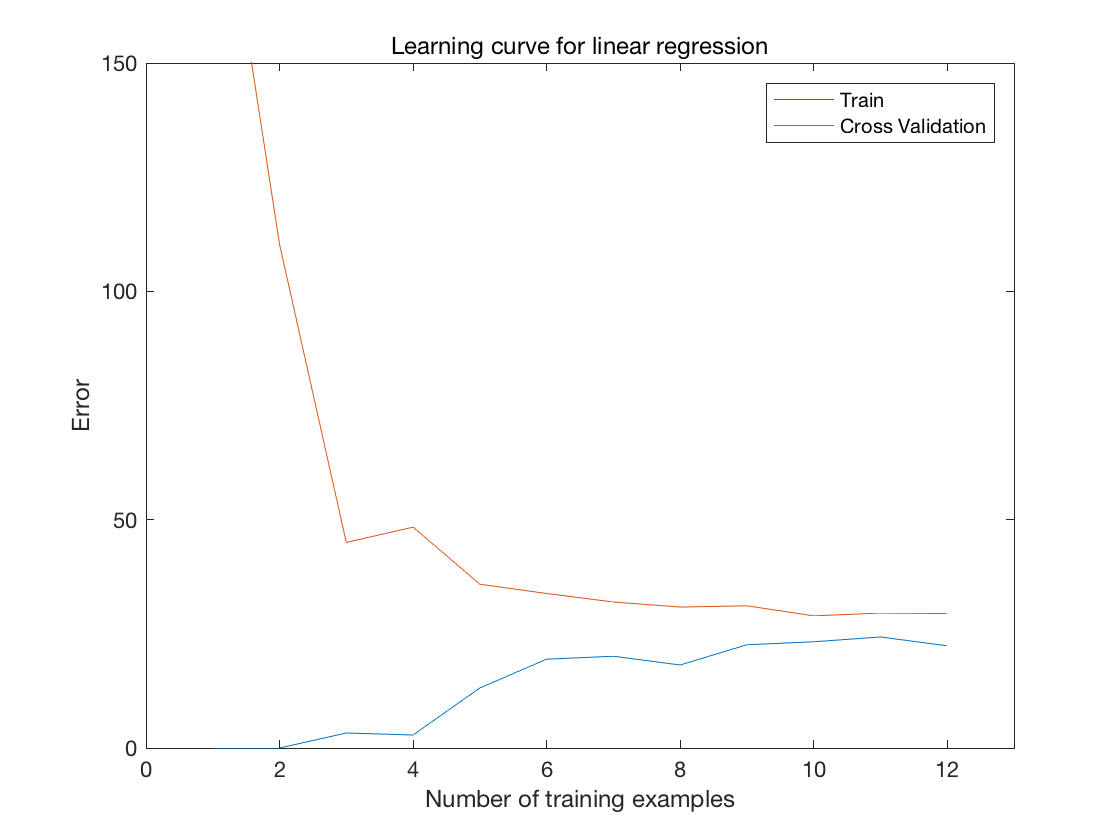 Learning curve for linear regression
150
Train
Cross Validation
100
Error
50
0
0 2 4 6 8 10 12
Number of training examples